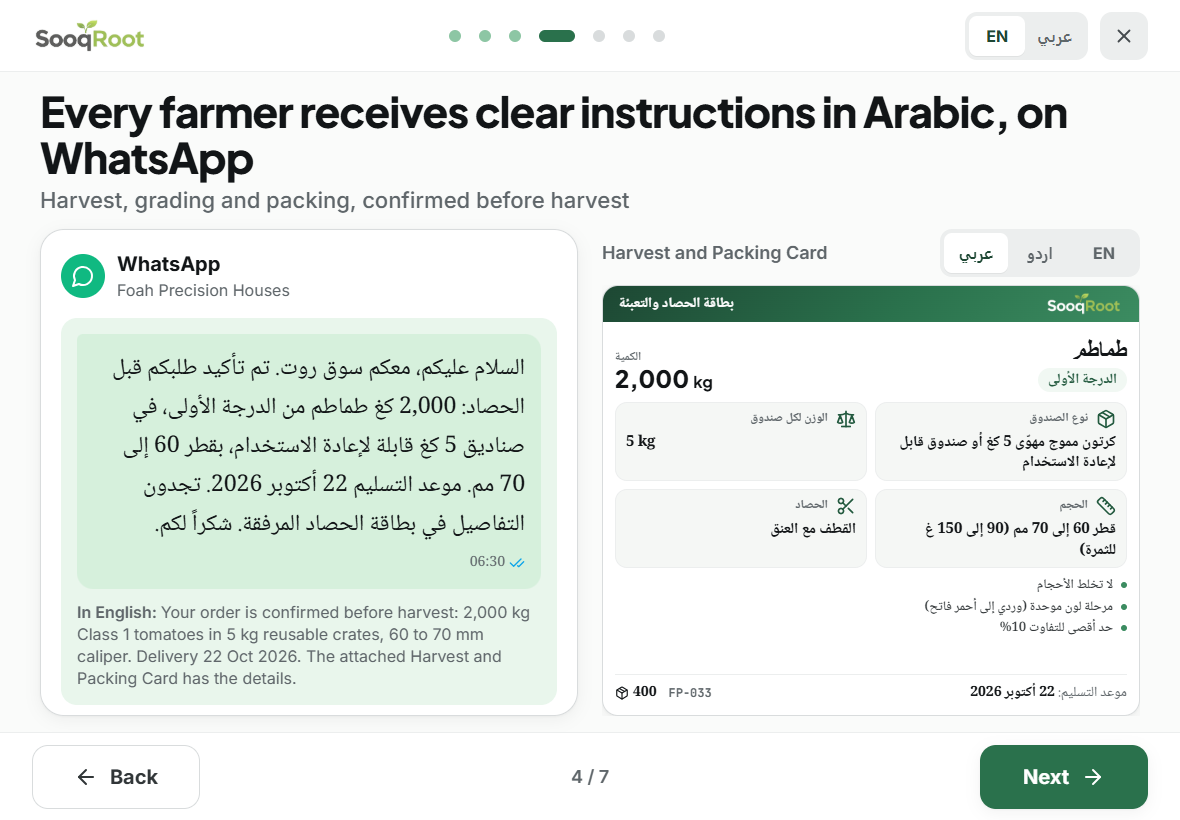 SooqRoot
EN
عربي
Every farmer receives clear instructions in Arabic, on
WhatsApp
Harvest, grading and packing, confirmed before harvest
WhatsApp
Foah Precision Houses
السلام عليكم، معكم سوق روت. تم تأكيد طلبكم قبل
الحصاد: 2,000 كغ طماطم من الدرجة الأولى، في
صناديق 5 كغ قابلة لإعادة الاستخدام، بقطر 60 إلى
70 مم. موعد التسليم 22 أكتوبر 2026. تجدون
التفاصيل في بطاقة الحصاد المرفقة. شكراً لكم.
06:30
In English: Your order is confirmed before harvest: 2,000 kg
Class 1 tomatoes in 5 kg reusable crates, 60 to 70 mm
caliper. Delivery 22 Oct 2026. The attached Harvest and
Packing Card has the details.
Harvest and Packing Card
عربي
اردو
EN
بطاقة الحصاد والتعبئة
SooqRoot
طماطم
الدرجة الأولى
الكمية
2,000 kg
نوع الصندوق
كرتون مموج مهوّى 5 كغ أو صندوق قابل
لإعادة الاستخدام
الوزن لكل صندوق
5 kg
الحجم
قطر 60 إلى 70 مم (90 إلى 150 غ
للثمرة)
الحصاد
القطف مع العنق
لا تخلط الأحجام
مرحلة لون موحدة (وردي إلى أحمر فاتح)
حد أقصى للتفاوت 10%
موعد التسليم: 22 أكتوبر 2026
400 FP-033
Back
4 / 7
Next